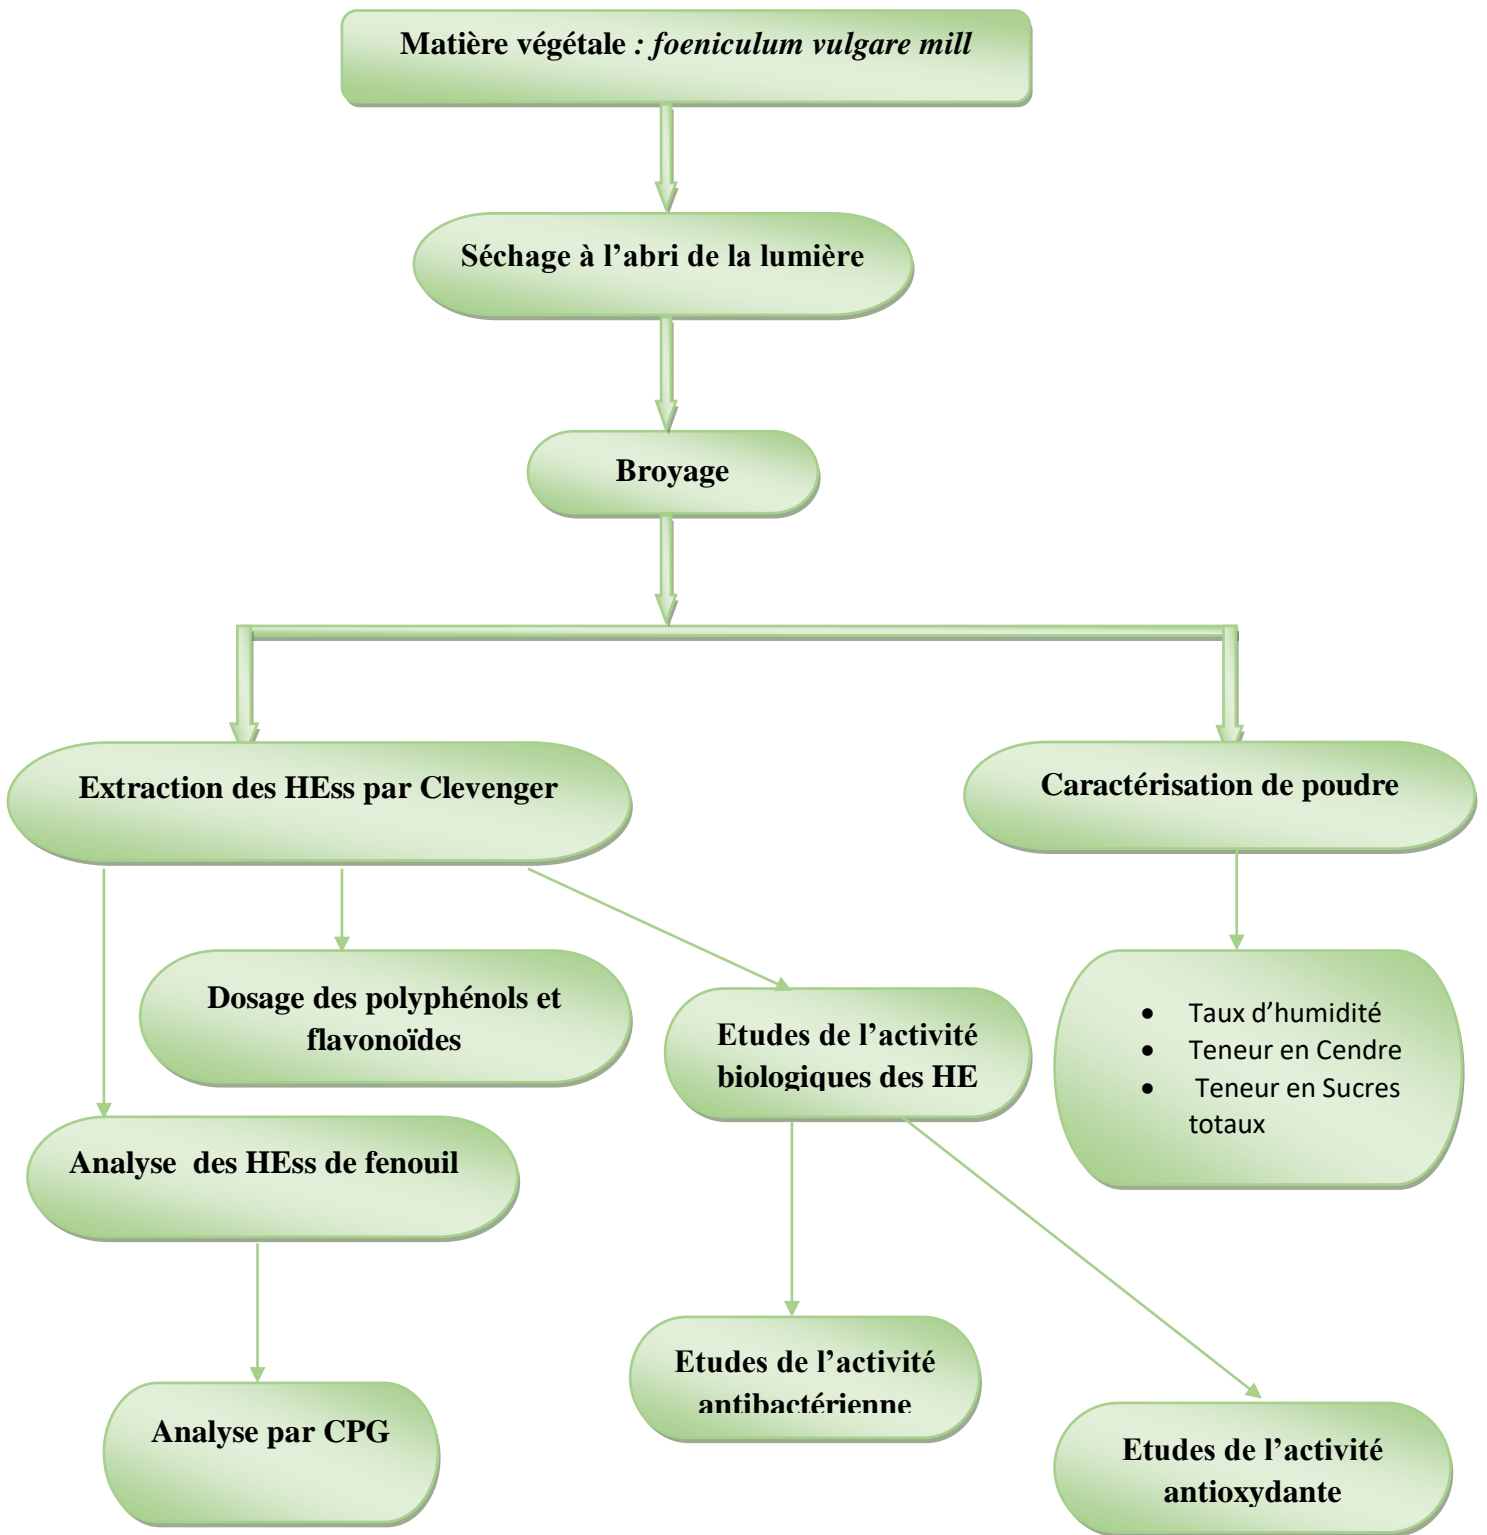 Matière végétale : foeniculum vulgare mill
Séchage à l’abri de la lumière
Broyage
Extraction des HEss par Clevenger
Caractérisation de poudre
Dosage des polyphénols et
flavonoïdes
Etudes de l’activité
biologiques des HE
• Taux d’humidité
• Teneur en Cendre
• Teneur en Sucres
totaux
Analyse des HEss de fenouil
Etudes de l’activité
antibactérienne
Analyse par CPG
Etudes de l’activité
antioxydante